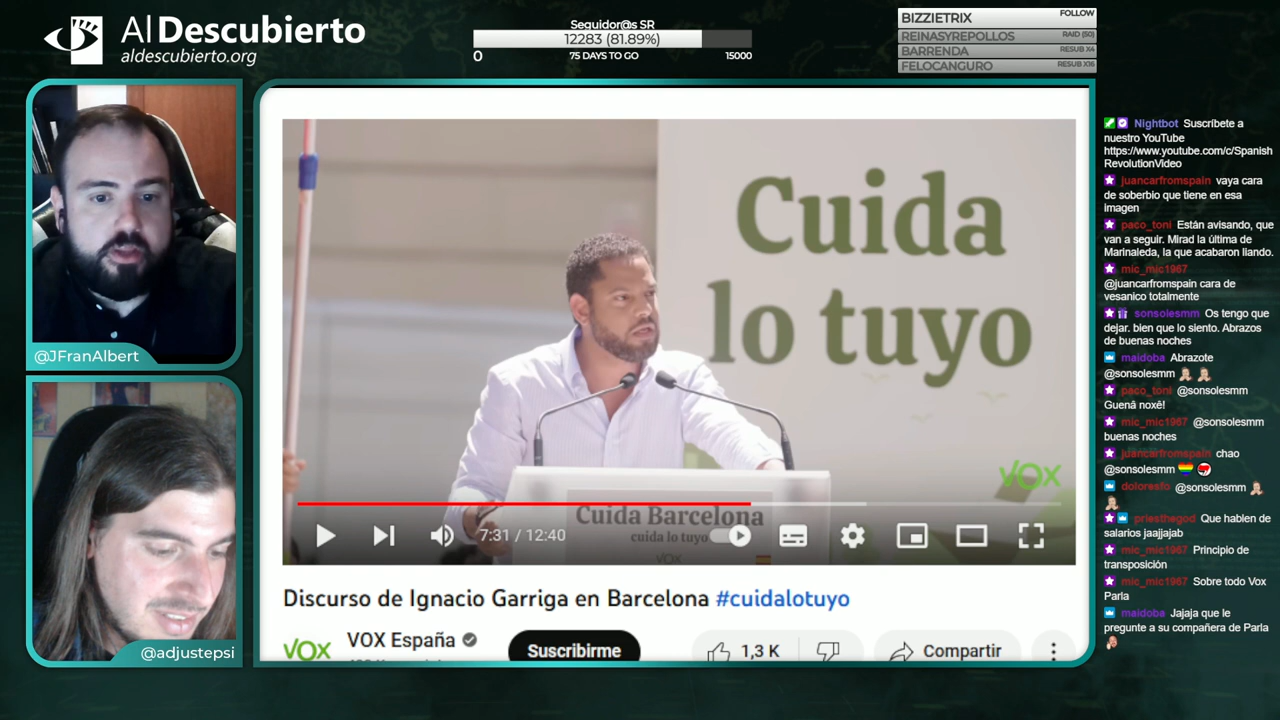 Al Descubierto
aldescubierto.org
Seguidor@s SR
12283 (81.89%)
0
75 DAYS TO GO
15000
BIZZIETRIX FOLLOW
REINASYREPOLLOS RAID (50)
BARRENDA RESUB X4
FELOCANGURO RESUB X16
@JFranAlbert
@adjustepsi
Cuida
lo tuyo
VOX
Cuida Barcelona
cuida lo tuyo
VOX
7:31 / 12:40
Discurso de Ignacio Garriga en Barcelona #cuidalotuyo
VOX
VOX España
Suscribirme
1,3 K
Compartir
Nightbot Suscríbete a
nuestro YouTube
https://www.youtube.com/c/Spanish
RevolutionVideo
juancarfromspain vaya cara
de soberbio que tiene en esa
imagen
paco_toni Están avisando, que
van a seguir. Mirad la última de
Marinaleda, la que acabaron liando.
mic_mic1967
@juancarfromspain cara de
vesanico totalmente
sonsolesmm Os tengo que
dejar. bien que lo siento. Abrazos
de buenas noches
maidoba Abrazote
@sonsolesmm
paco_toni @sonsolesmm
Guenâ noxê!
mic_mic1967 @sonsolesmm
buenas noches
juancarfromspain chao
@sonsolesmm
doloresfo @sonsolesmm
priesthegod Que hablen de
salarios jaajjajab
mic_mic1967 Principio de
transposición
mic_mic1967 Sobre todo Vox
Parla
maidoba Jajaja que le
pregunte a su compañera de Parla